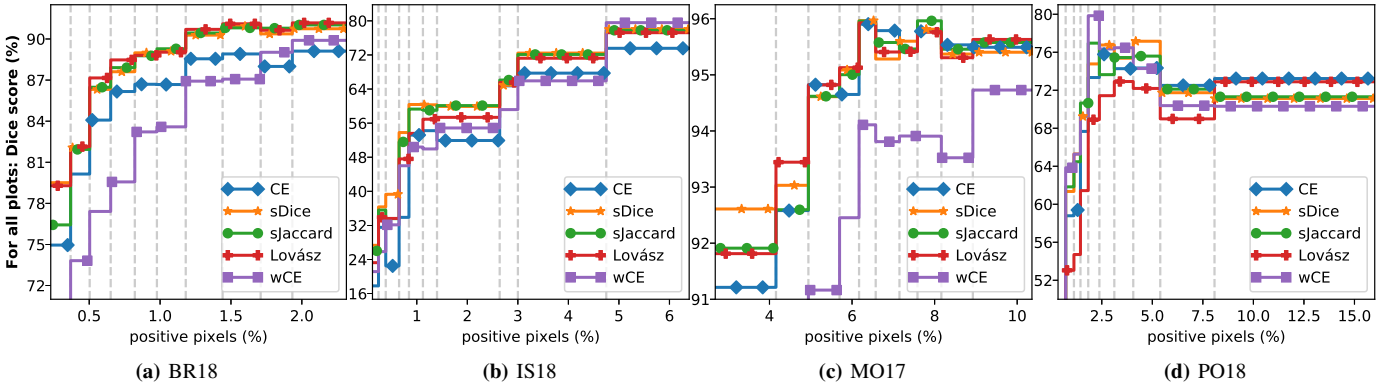 For all plots: Dice score (%)
90
87
84
81
78
75
72
0.5 1.0 1.5 2.0
positive pixels (%)
CE
sDice
sJaccard
Lovász
wCE
(a) BR18
80
72
64
56
48
40
32
24
16
1 2 3 4 5 6
positive pixels (%)
CE
sDice
sJaccard
Lovász
wCE
(b) IS18
96
95
94
93
92
91
4 6 8 10
positive pixels (%)
CE
sDice
sJaccard
Lovász
wCE
(c) MO17
80
76
72
68
64
60
56
52
2.5 5.0 7.5 10.0 12.5 15.0
positive pixels (%)
CE
sDice
sJaccard
Lovász
wCE
(d) PO18